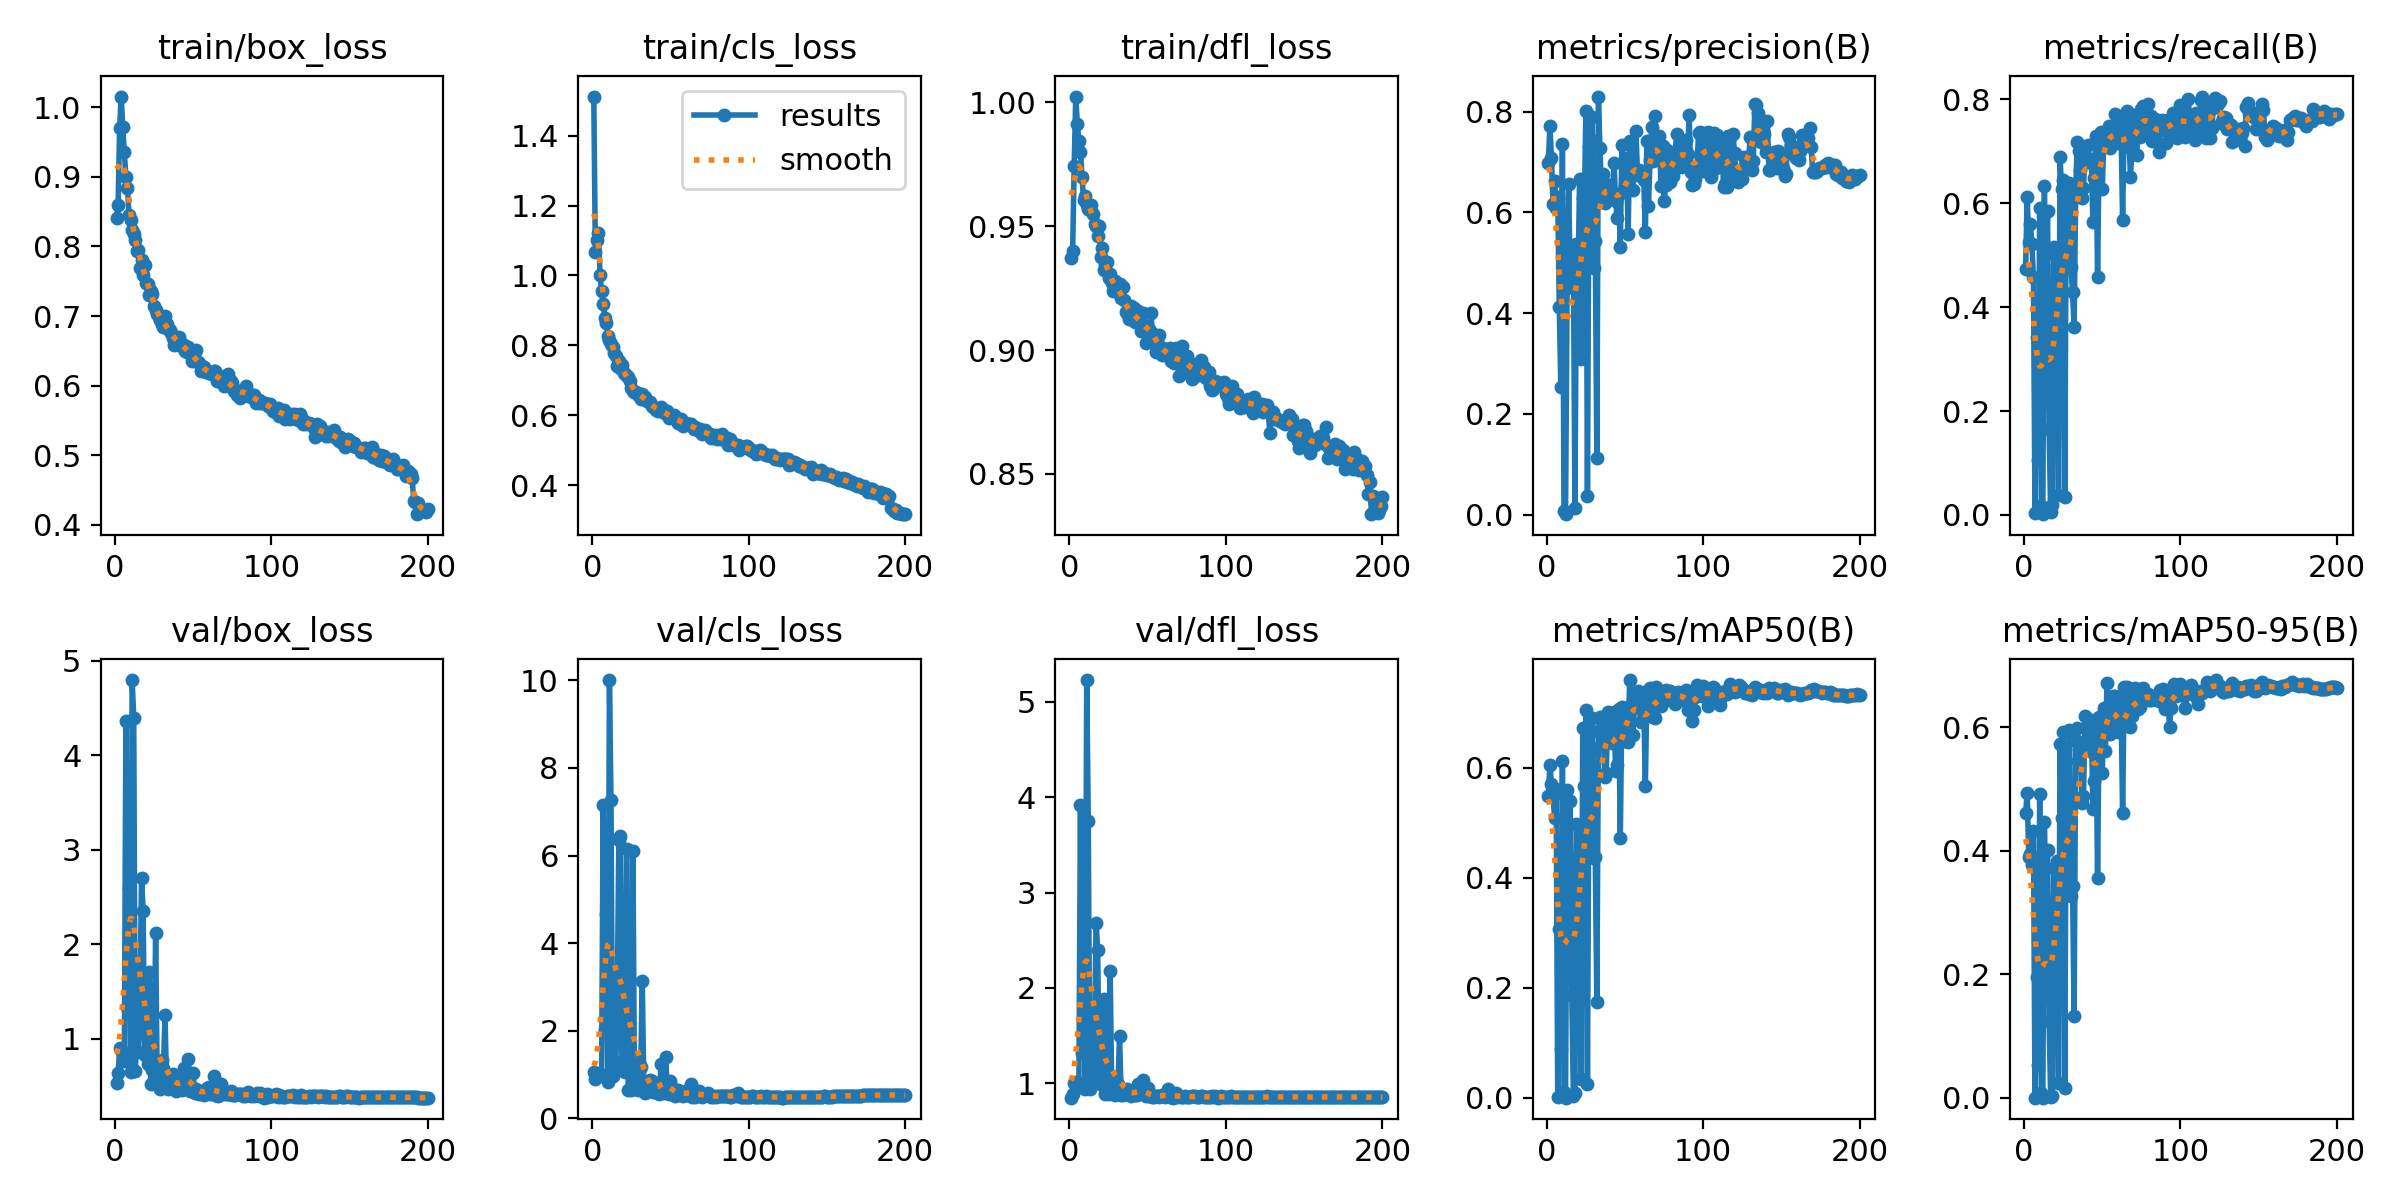 train/box_loss
1.0
0.9
0.8
0.7
0.6
0.5
0.4
0 100 200
train/cls_loss
results
smooth
1.4
1.2
1.0
0.8
0.6
0.4
0 100 200
train/dfl_loss
1.00
0.95
0.90
0.85
0 100 200
metrics/precision(B)
0.8
0.6
0.4
0.2
0.0
0 100 200
metrics/recall(B)
0.8
0.6
0.4
0.2
0.0
0 100 200
val/box_loss
5
4
3
2
1
0 100 200
val/cls_loss
10
8
6
4
2
0
0 100 200
val/dfl_loss
5
4
3
2
1
0 100 200
metrics/mAP50(B)
0.6
0.4
0.2
0.0
0 100 200
metrics/mAP50-95(B)
0.6
0.4
0.2
0.0
0 100 200